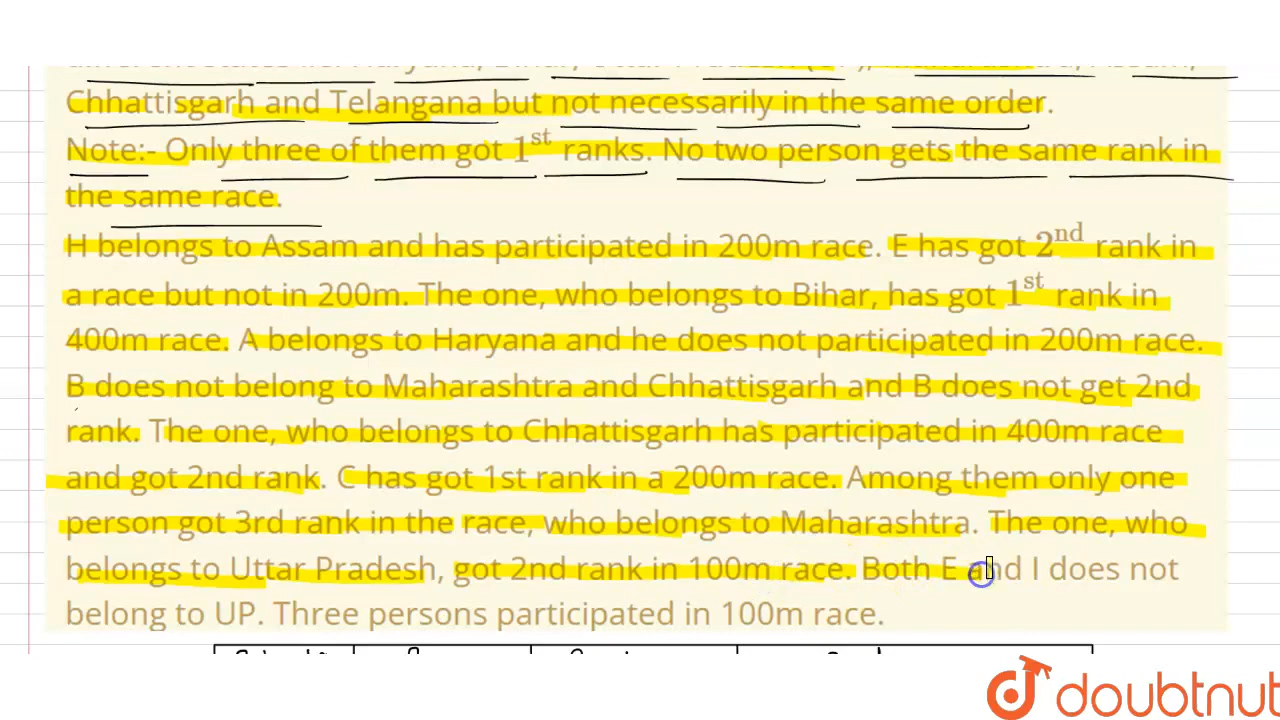 Chhattisgarh and Telangana but not necessarily in the same order.
Note:- Only three of them got 1st ranks. No two person gets the same rank in
the same race.
H belongs to Assam and has participated in 200m race. E has got 2nd rank in
a race but not in 200m. The one, who belongs to Bihar, has got 1st rank in
400m race. A belongs to Haryana and he does not participated in 200m race.
B does not belong to Maharashtra and Chhattisgarh and B does not get 2nd
rank. The one, who belongs to Chhattisgarh has participated in 400m race
and got 2nd rank. C has got 1st rank in a 200m race. Among them only one
person got 3rd rank in the race, who belongs to Maharashtra. The one, who
belongs to Uttar Pradesh, got 2nd rank in 100m race. Both E and I does not
belong to UP. Three persons participated in 100m race.
doubtnut